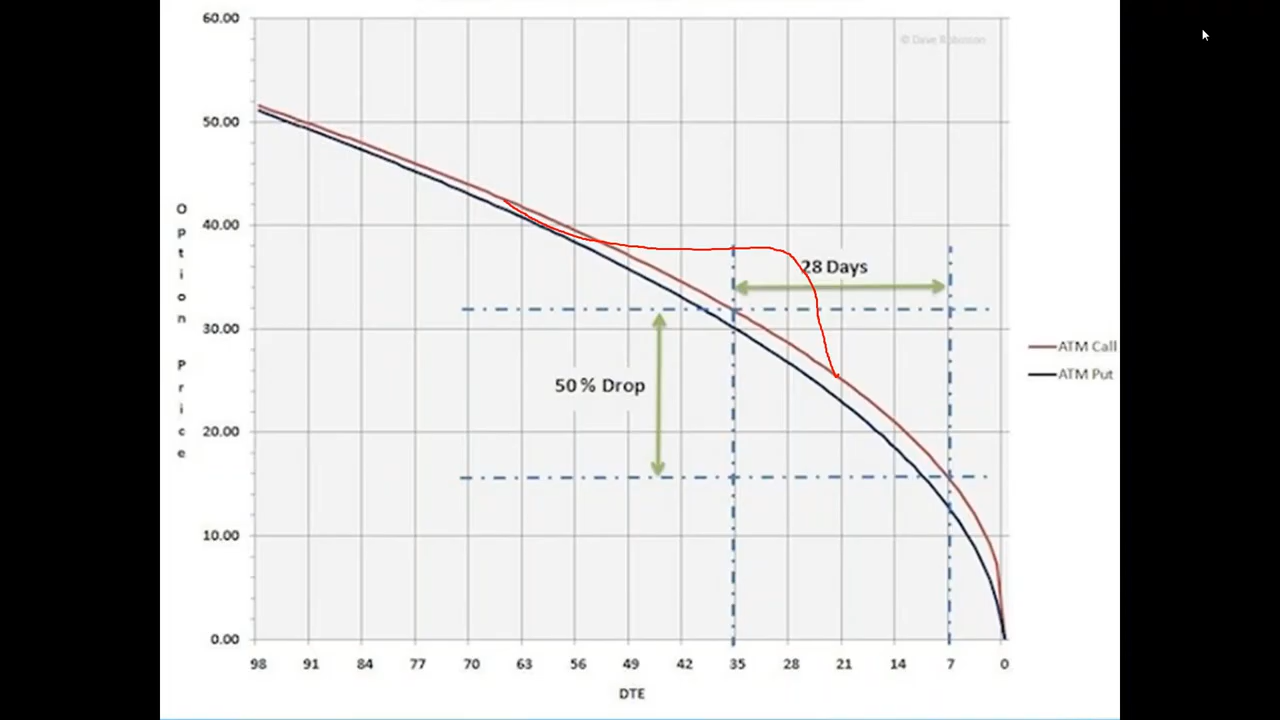 60.00
© Dave Robinson
50.00
40.00
30.00
20.00
10.00
0.00
Option Price
28 Days
50 % Drop
ATM Call
ATM Put
98 91 84 77 70 63 56 49 42 35 28 21 14 7 0
DTE